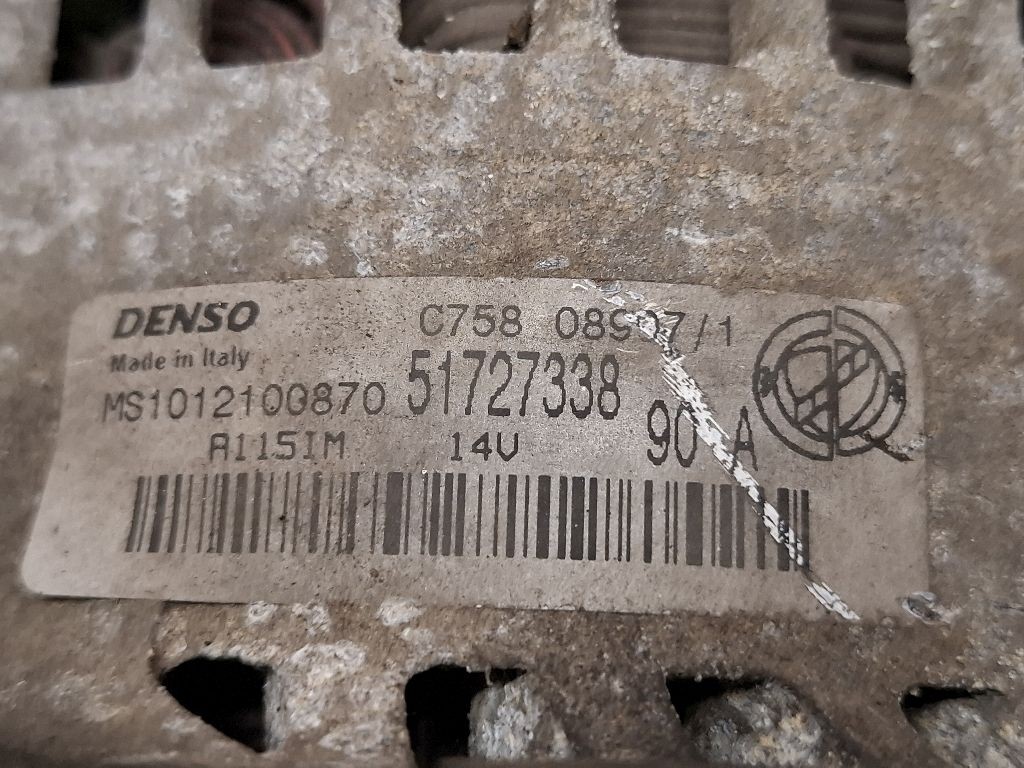 DENSO C758
Made in Italy
MS1012100870 51727338
A115IM 14V 90 A